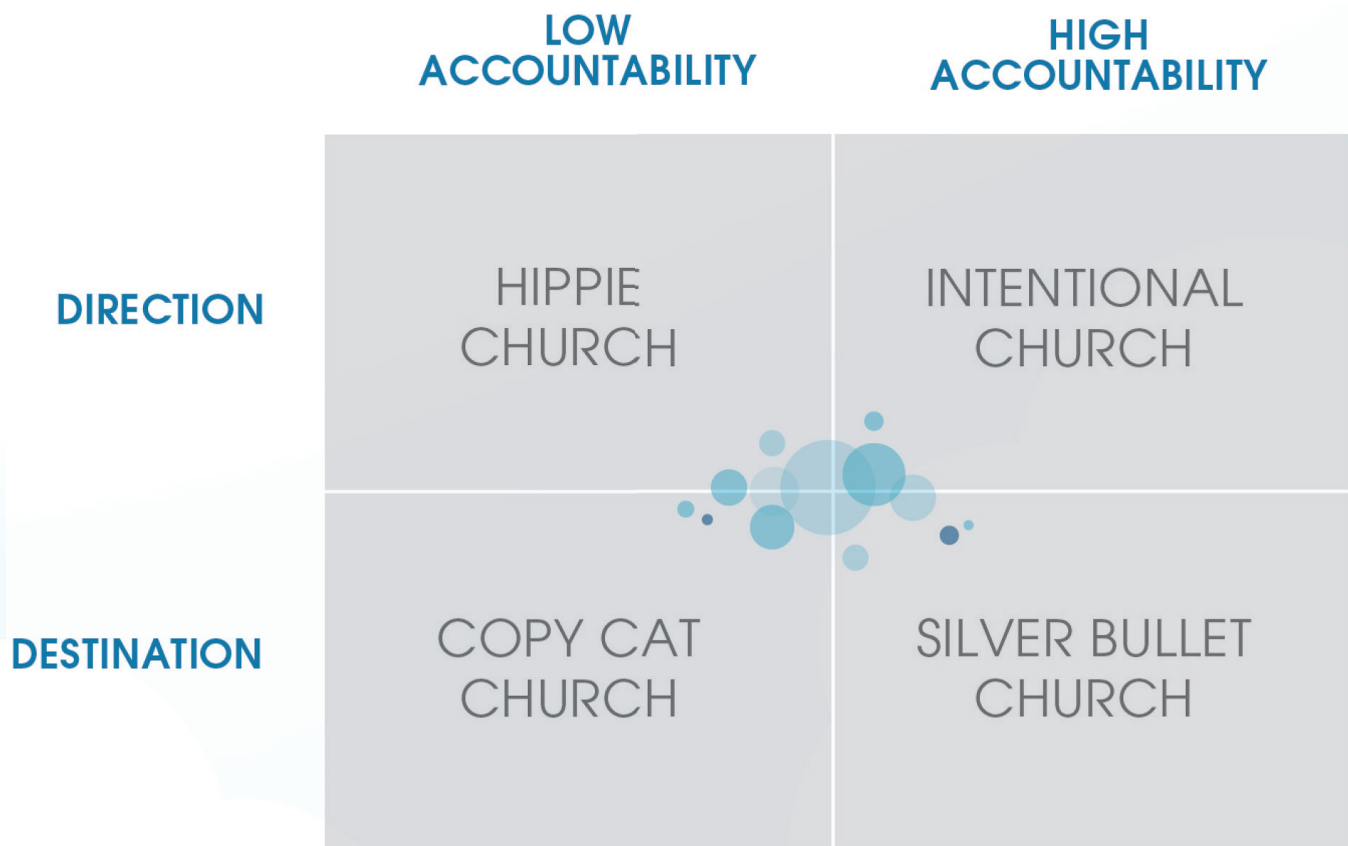 LOW
ACCOUNTABILITY
HIGH
ACCOUNTABILITY
DIRECTION
HIPPIE
CHURCH
INTENTIONAL
CHURCH
DESTINATION
COPY CAT
CHURCH
SILVER BULLET
CHURCH